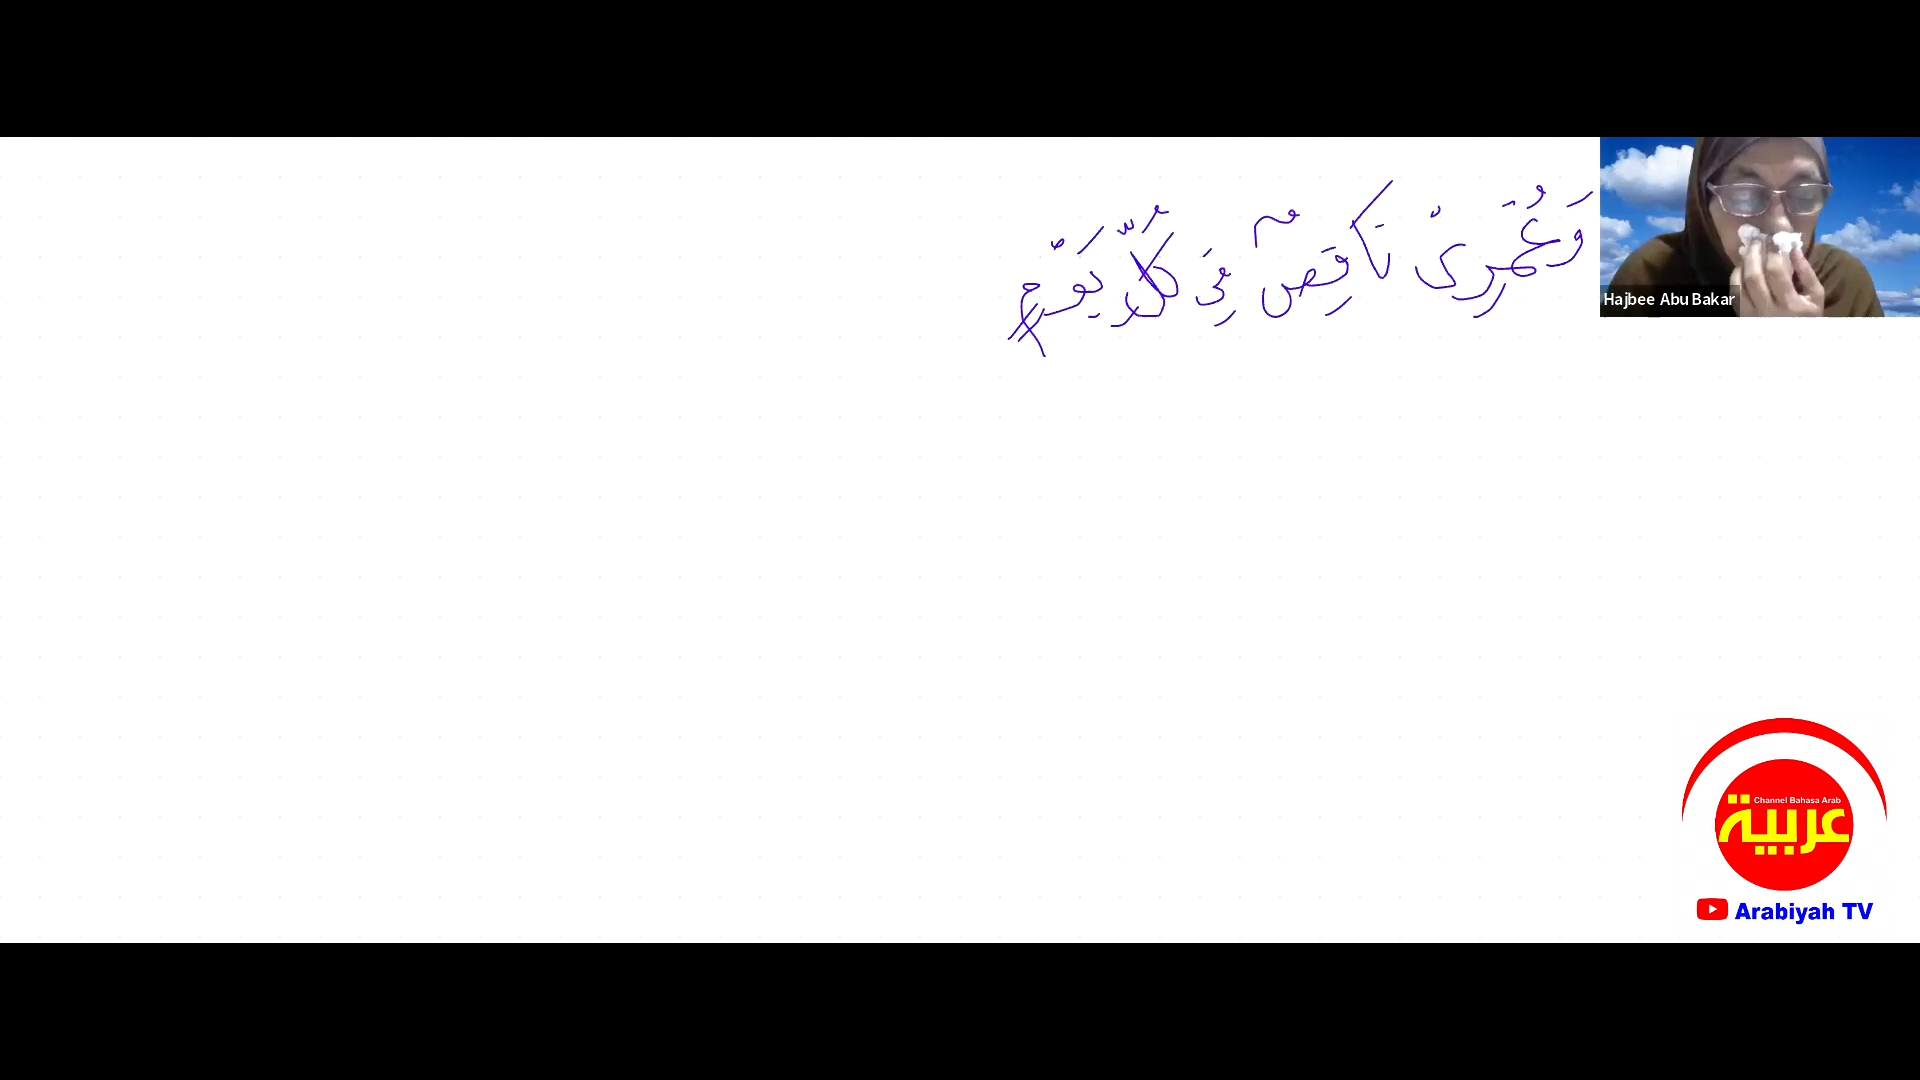 وَعُمْرِىْ نَاقِصٌ فِى كُلِّ يَوْمٍ
Hajbee Abu Bakar
Channel Bahasa Arab
عربية
Arabiyah TV